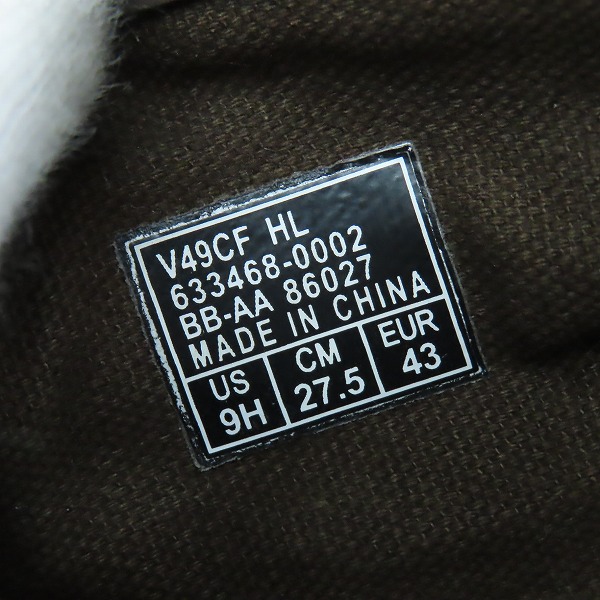 V49CF HL
633468-0002
BB-AA 86027
MADE IN CHINA
US CM EUR
9H 27.5 43